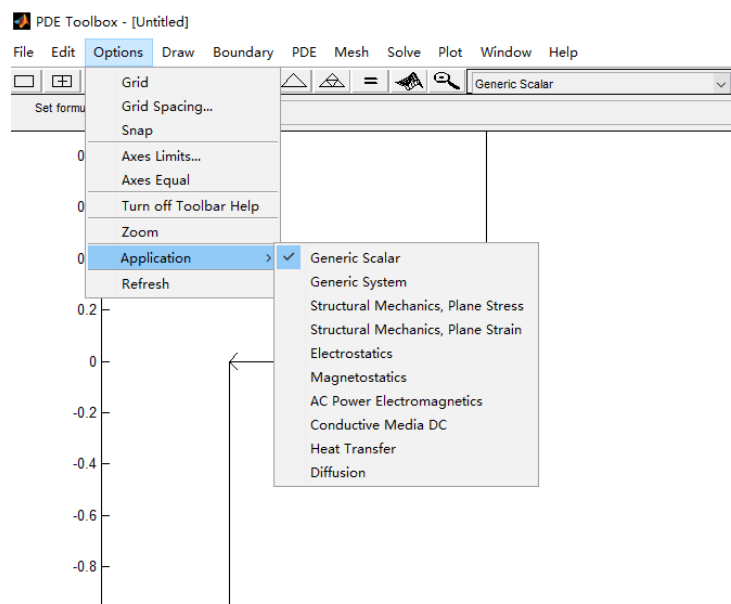 PDE Toolbox - [Untitled]
File Edit Options Draw Boundary PDE Mesh Solve Plot Window Help
Generic Scalar
Set formu
Grid
Grid Spacing...
Snap
Axes Limits...
Axes Equal
Turn off Toolbar Help
Zoom
Application
Refresh
Generic Scalar
Generic System
Structural Mechanics, Plane Stress
Structural Mechanics, Plane Strain
Electrostatics
Magnetostatics
AC Power Electromagnetics
Conductive Media DC
Heat Transfer
Diffusion
0
0
0
0.2
0
-0.2
-0.4
-0.6
-0.8